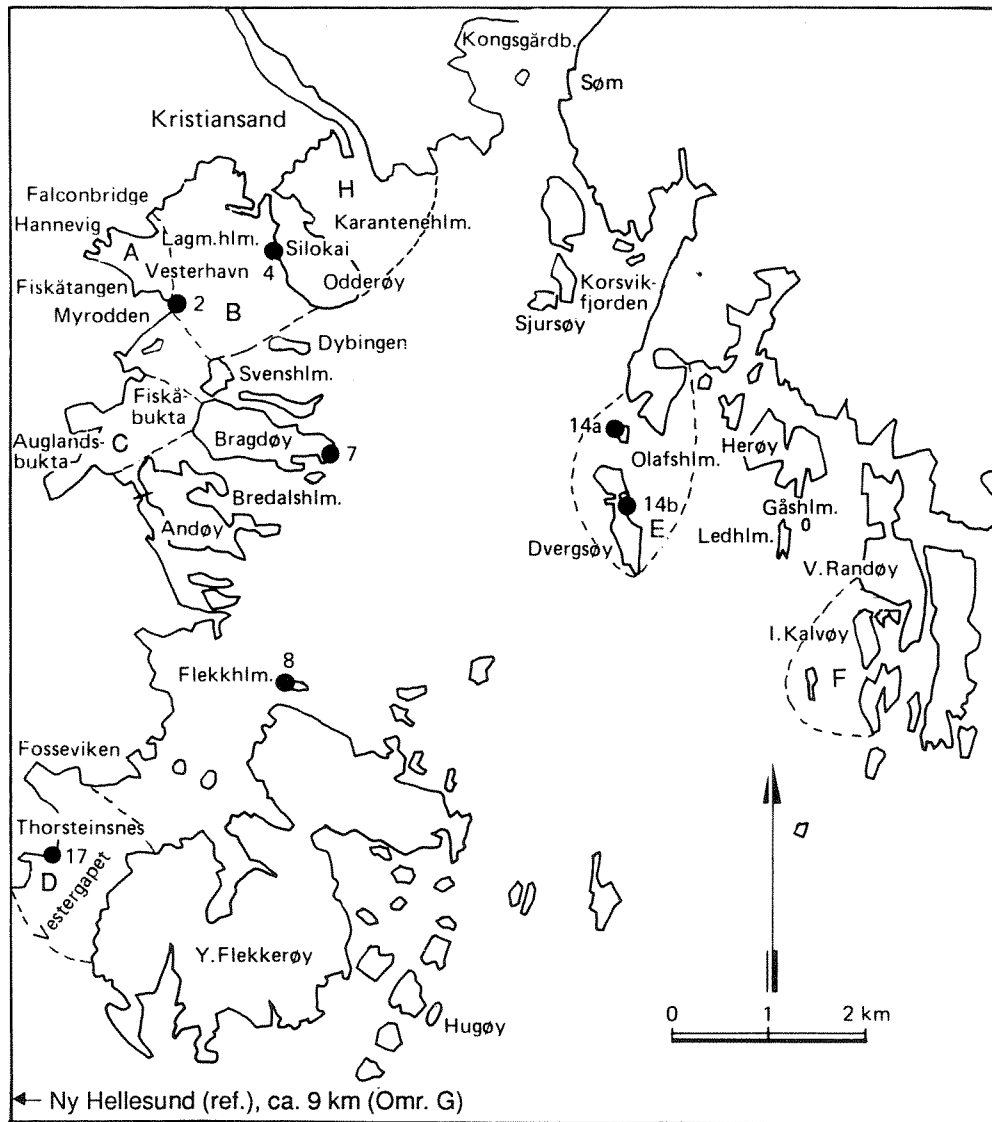 Kongsgårdb.
Søm
Kristiansand
H
Falconbridge
Hannevig
Karantenehlm.
Lagm.hlm.
A
Silokai
Vesterhavn
4
Odderøy
Korsvik-
fjorden
Fiskåtangen
2
Myrodden
B
Sjursøy
Dybingen
Svenshlm.
Fiskå-
bukta
14a
Auglands-
bukta
C
Bragdøy
7
Olafshlm.
Herøy
Bredalshlm.
14b
Gåshlm.
Andøy
E
Ledhlm.
Dvergsøy
V.Randøy
I.Kalvøy
8
Flekkhlm.
F
Fosseviken
Thorsteinsnes
17
D
Vestergapet
Y.Flekkerøy
Hugøy
0 1 2 km
Ny Hellesund (ref.), ca. 9 km (Omr. G)